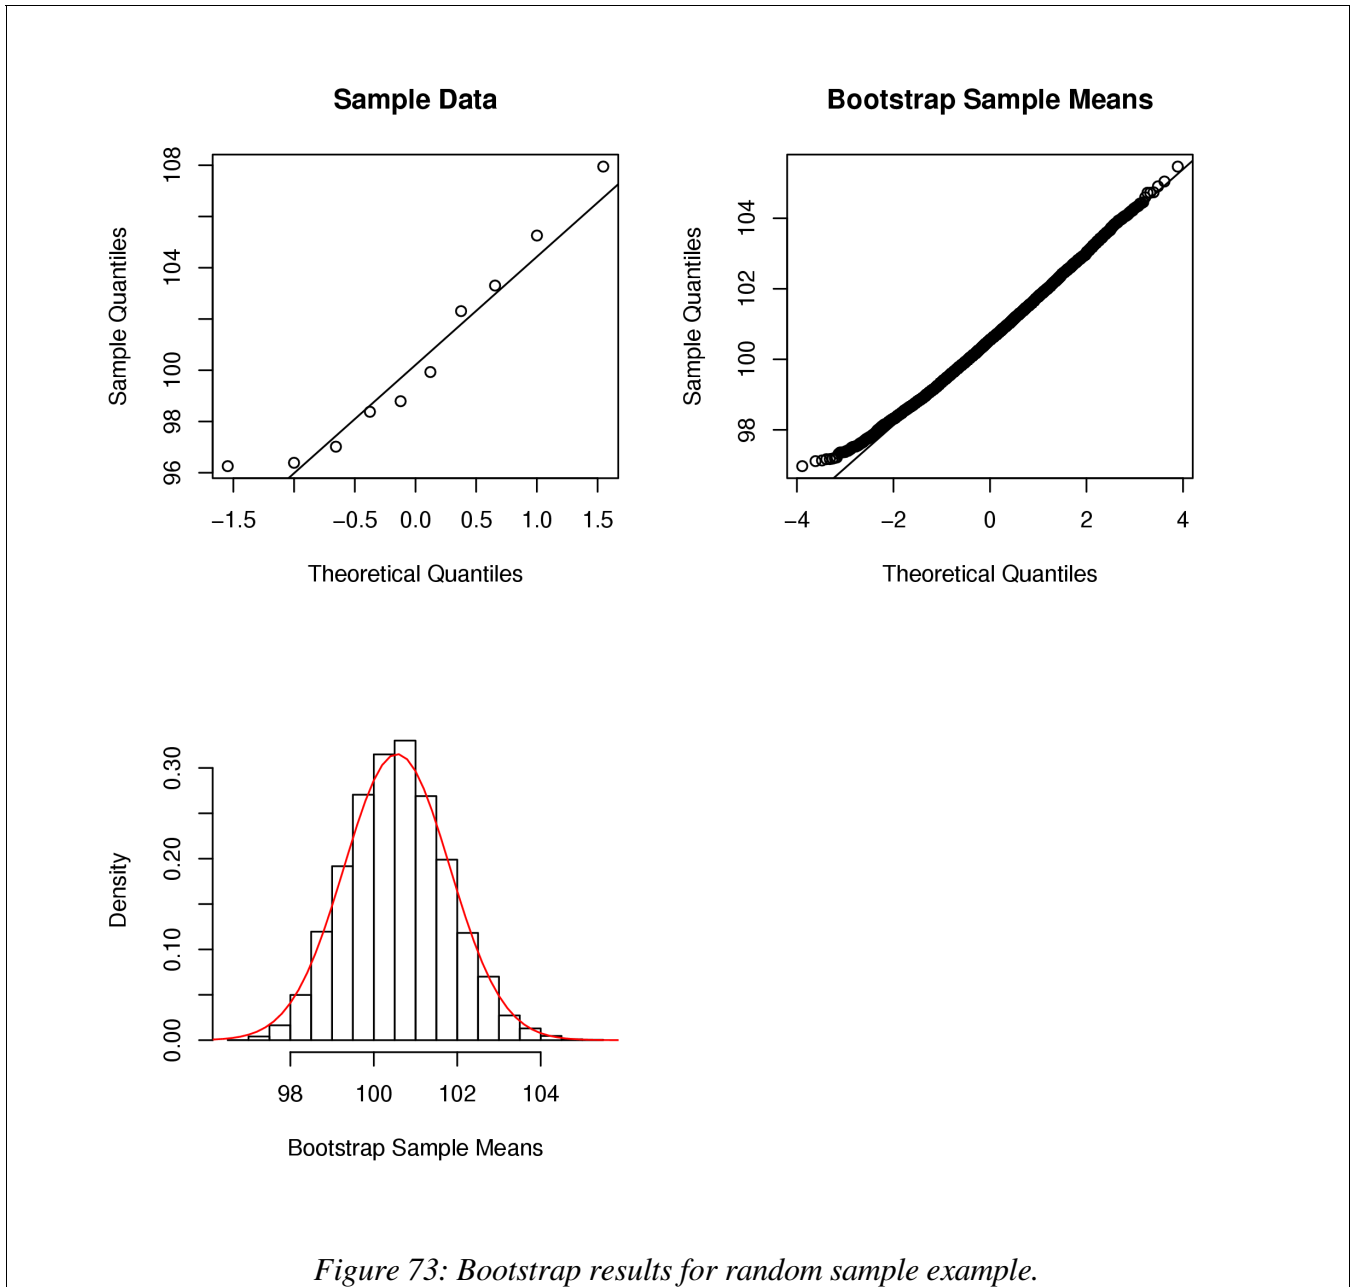 Sample Data
Sample Quantiles
96 98 100 104 108
−1.5 −0.5 0.0 0.5 1.0 1.5
Theoretical Quantiles
Bootstrap Sample Means
Sample Quantiles
98 100 102 104
−4 −2 0 2 4
Theoretical Quantiles
Density
0.00 0.10 0.20 0.30
98 100 102 104
Bootstrap Sample Means
Figure 73: Bootstrap results for random sample example.